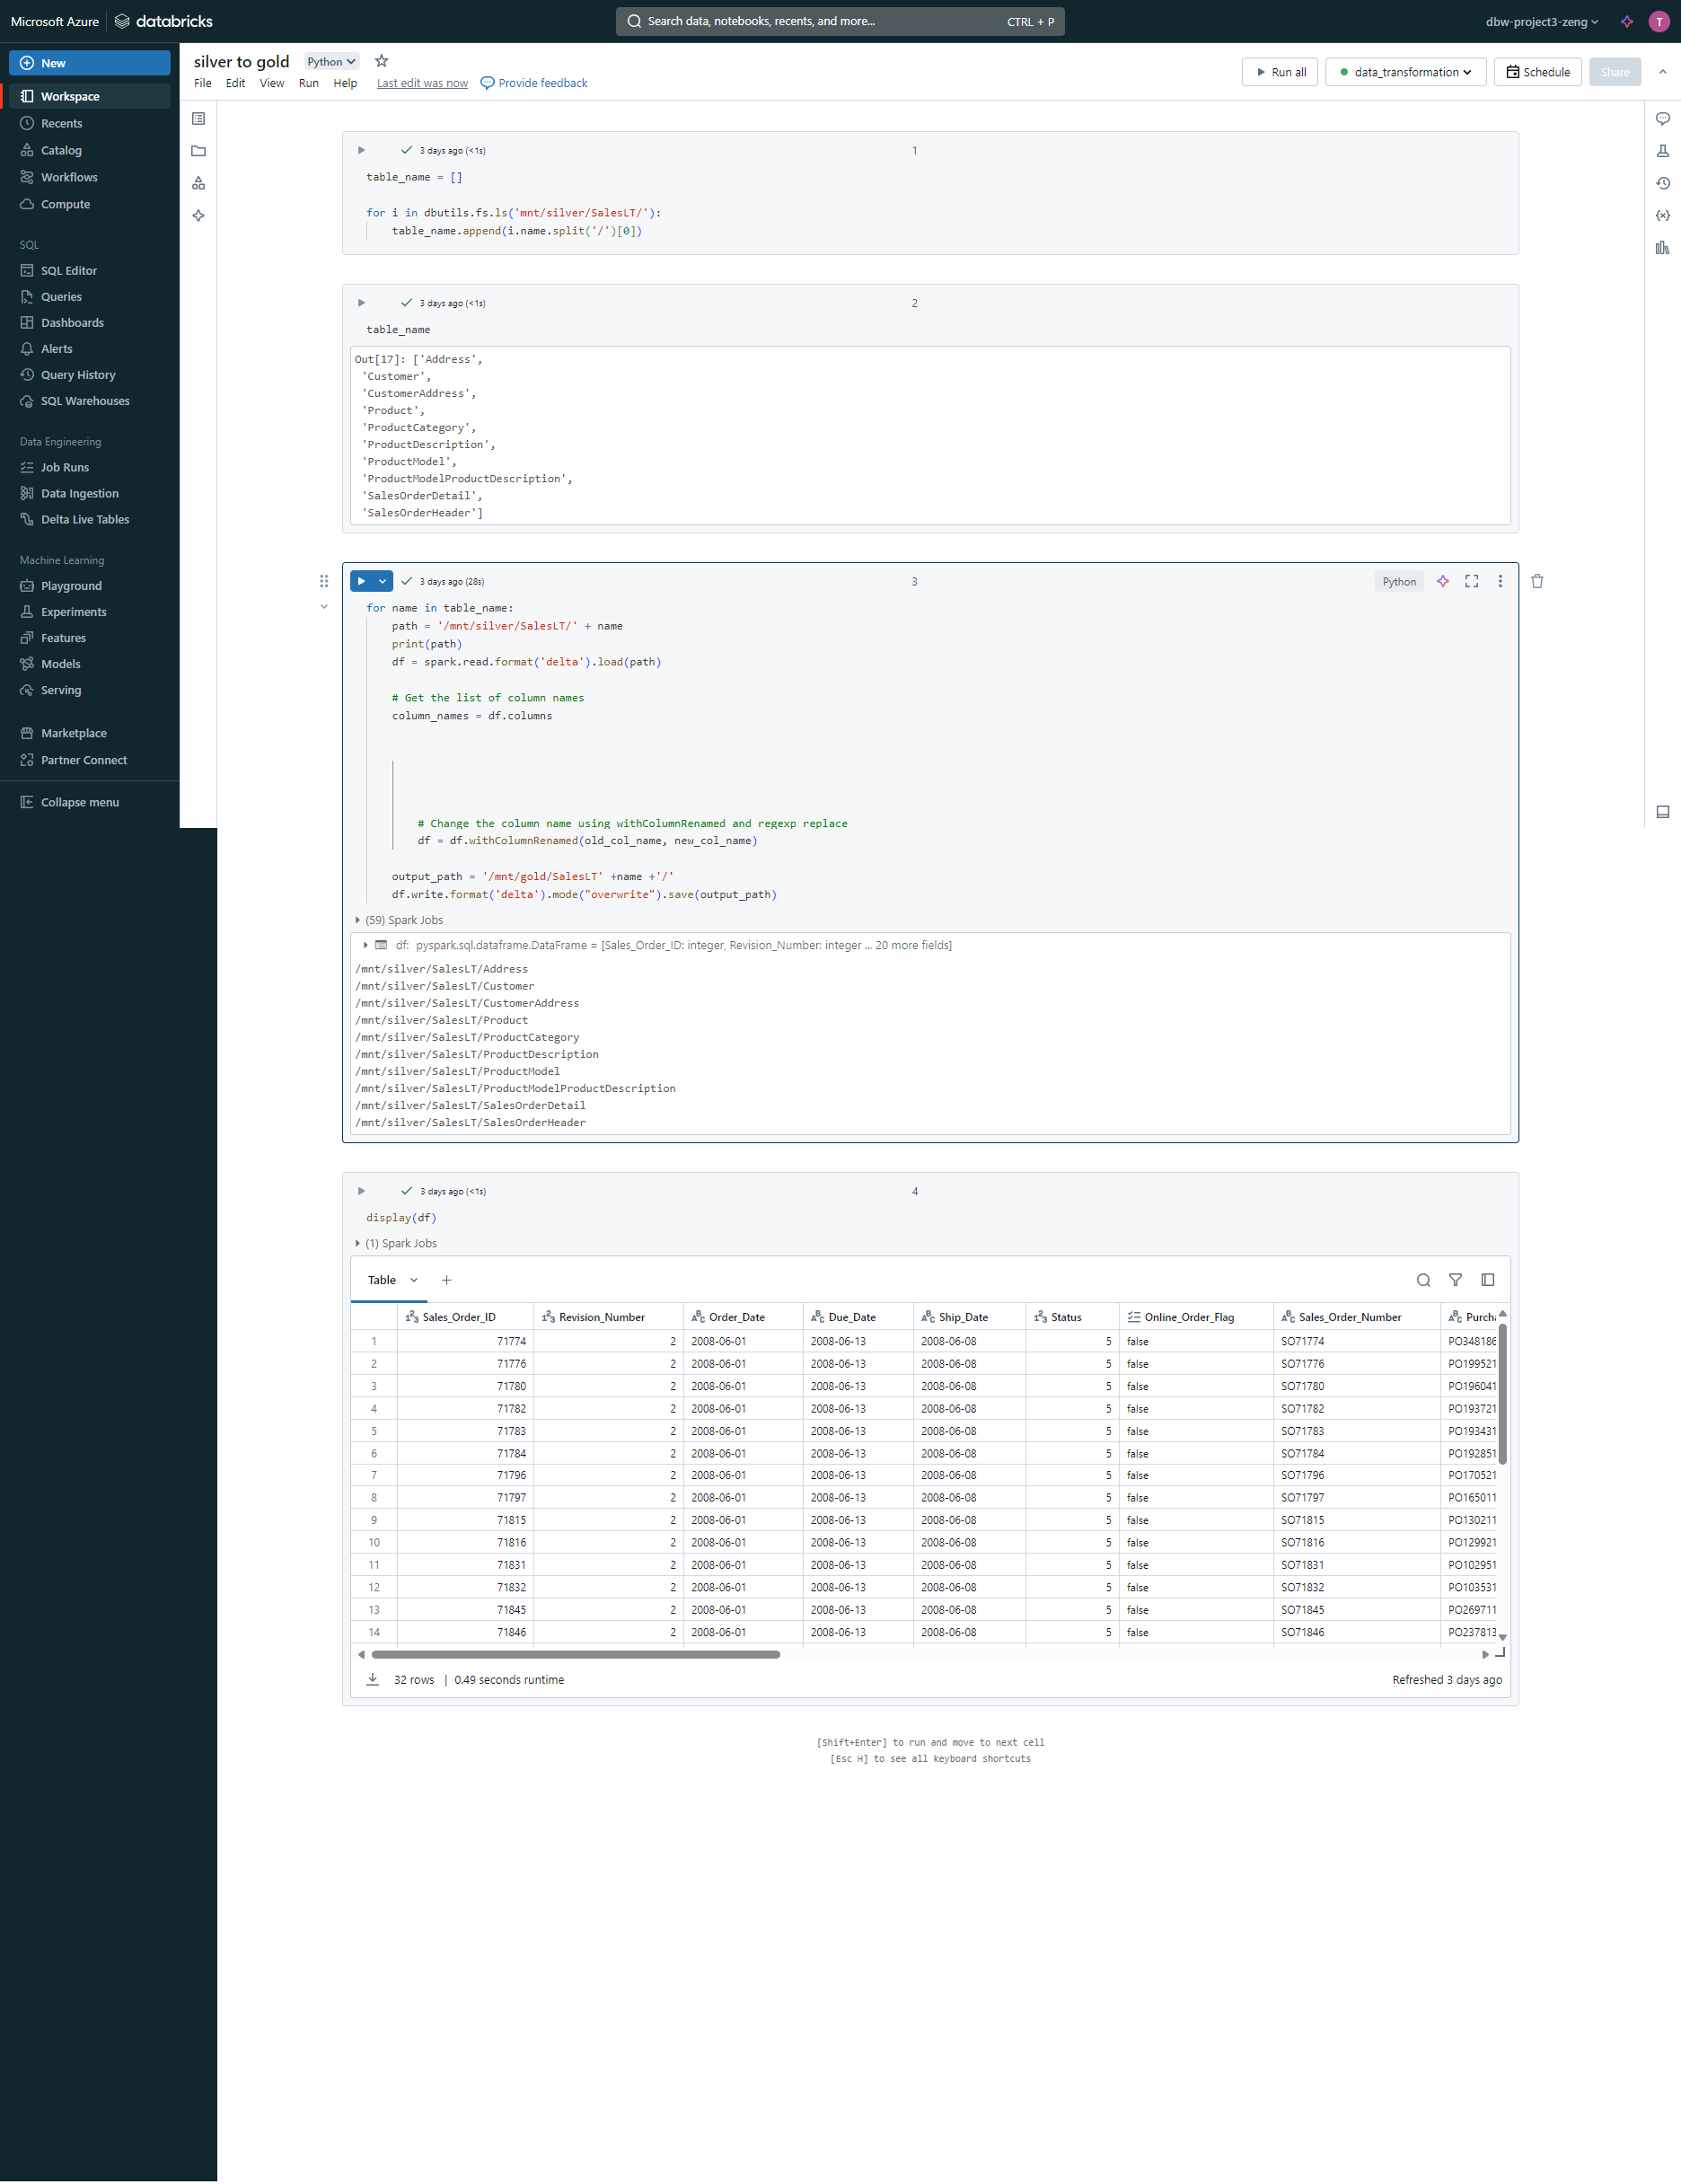 Microsoft Azure databricks
Search data, notebooks, recents, and more... CTRL + P
dbw-project3-zeng
T
New
Workspace
Recents
Catalog
Workflows
Compute
SQL
SQL Editor
Queries
Dashboards
Alerts
Query History
SQL Warehouses
Data Engineering
Job Runs
Data Ingestion
Delta Live Tables
Machine Learning
Playground
Experiments
Features
Models
Serving
Marketplace
Partner Connect
Collapse menu
silver to gold Python
File Edit View Run Help Last edit was now Provide feedback
Run all data_transformation Schedule Share
3 days ago (<1s) 1
table_name = []
for i in dbutils.fs.ls('mnt/silver/SalesLT/'):
table_name.append(i.name.split('/')[0])
3 days ago (<1s) 2
table_name
Out[17]: ['Address',
'Customer',
'CustomerAddress',
'Product',
'ProductCategory',
'ProductDescription',
'ProductModel',
'ProductModelProductDescription',
'SalesOrderDetail',
'SalesOrderHeader']
3 days ago (28s) 3 Python
for name in table_name:
path = '/mnt/silver/SalesLT/' + name
print(path)
df = spark.read.format('delta').load(path)
# Get the list of column names
column_names = df.columns
# Change the column name using withColumnRenamed and regexp replace
df = df.withColumnRenamed(old_col_name, new_col_name)
output_path = '/mnt/gold/SalesLT' +name +'/'
df.write.format('delta').mode("overwrite").save(output_path)
(59) Spark Jobs
df: pyspark.sql.dataframe.DataFrame = [Sales_Order_ID: integer, Revision_Number: integer ... 20 more fields]
/mnt/silver/SalesLT/Address
/mnt/silver/SalesLT/Customer
/mnt/silver/SalesLT/CustomerAddress
/mnt/silver/SalesLT/Product
/mnt/silver/SalesLT/ProductCategory
/mnt/silver/SalesLT/ProductDescription
/mnt/silver/SalesLT/ProductModel
/mnt/silver/SalesLT/ProductModelProductDescription
/mnt/silver/SalesLT/SalesOrderDetail
/mnt/silver/SalesLT/SalesOrderHeader
3 days ago (<1s) 4
display(df)
(1) Spark Jobs
Table +
Sales_Order_ID Revision_Number Order_Date Due_Date Ship_Date Status Online_Order_Flag Sales_Order_Number Purcha
1 71774 2 2008-06-01 2008-06-13 2008-06-08 5 false SO71774 PO348186
2 71776 2 2008-06-01 2008-06-13 2008-06-08 5 false SO71776 PO199521
3 71780 2 2008-06-01 2008-06-13 2008-06-08 5 false SO71780 PO196041
4 71782 2 2008-06-01 2008-06-13 2008-06-08 5 false SO71782 PO193721
5 71783 2 2008-06-01 2008-06-13 2008-06-08 5 false SO71783 PO193431
6 71784 2 2008-06-01 2008-06-13 2008-06-08 5 false SO71784 PO192851
7 71796 2 2008-06-01 2008-06-13 2008-06-08 5 false SO71796 PO170521
8 71797 2 2008-06-01 2008-06-13 2008-06-08 5 false SO71797 PO165011
9 71815 2 2008-06-01 2008-06-13 2008-06-08 5 false SO71815 PO130211
10 71816 2 2008-06-01 2008-06-13 2008-06-08 5 false SO71816 PO129921
11 71831 2 2008-06-01 2008-06-13 2008-06-08 5 false SO71831 PO102951
12 71832 2 2008-06-01 2008-06-13 2008-06-08 5 false SO71832 PO103531
13 71845 2 2008-06-01 2008-06-13 2008-06-08 5 false SO71845 PO269711
14 71846 2 2008-06-01 2008-06-13 2008-06-08 5 false SO71846 PO237813
32 rows | 0.49 seconds runtime Refreshed 3 days ago
[Shift+Enter] to run and move to next cell
[Esc H] to see all keyboard shortcuts